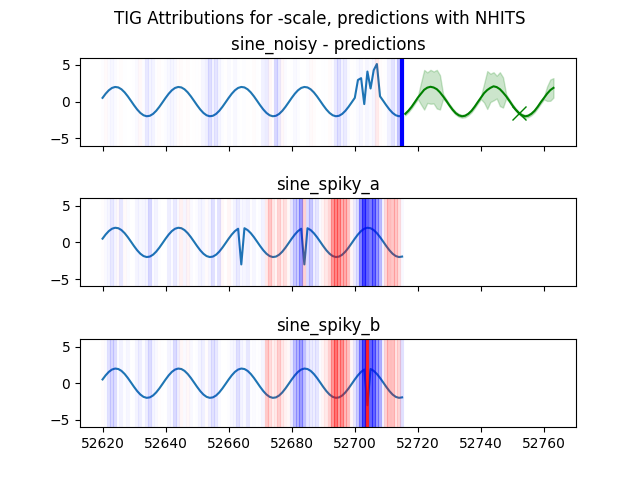 TIG Attributions for -scale, predictions with NHITS
sine_noisy - predictions
5
0
−5
sine_spiky_a
5
0
−5
sine_spiky_b
5
0
−5
52620 52640 52660 52680 52700 52720 52740 52760